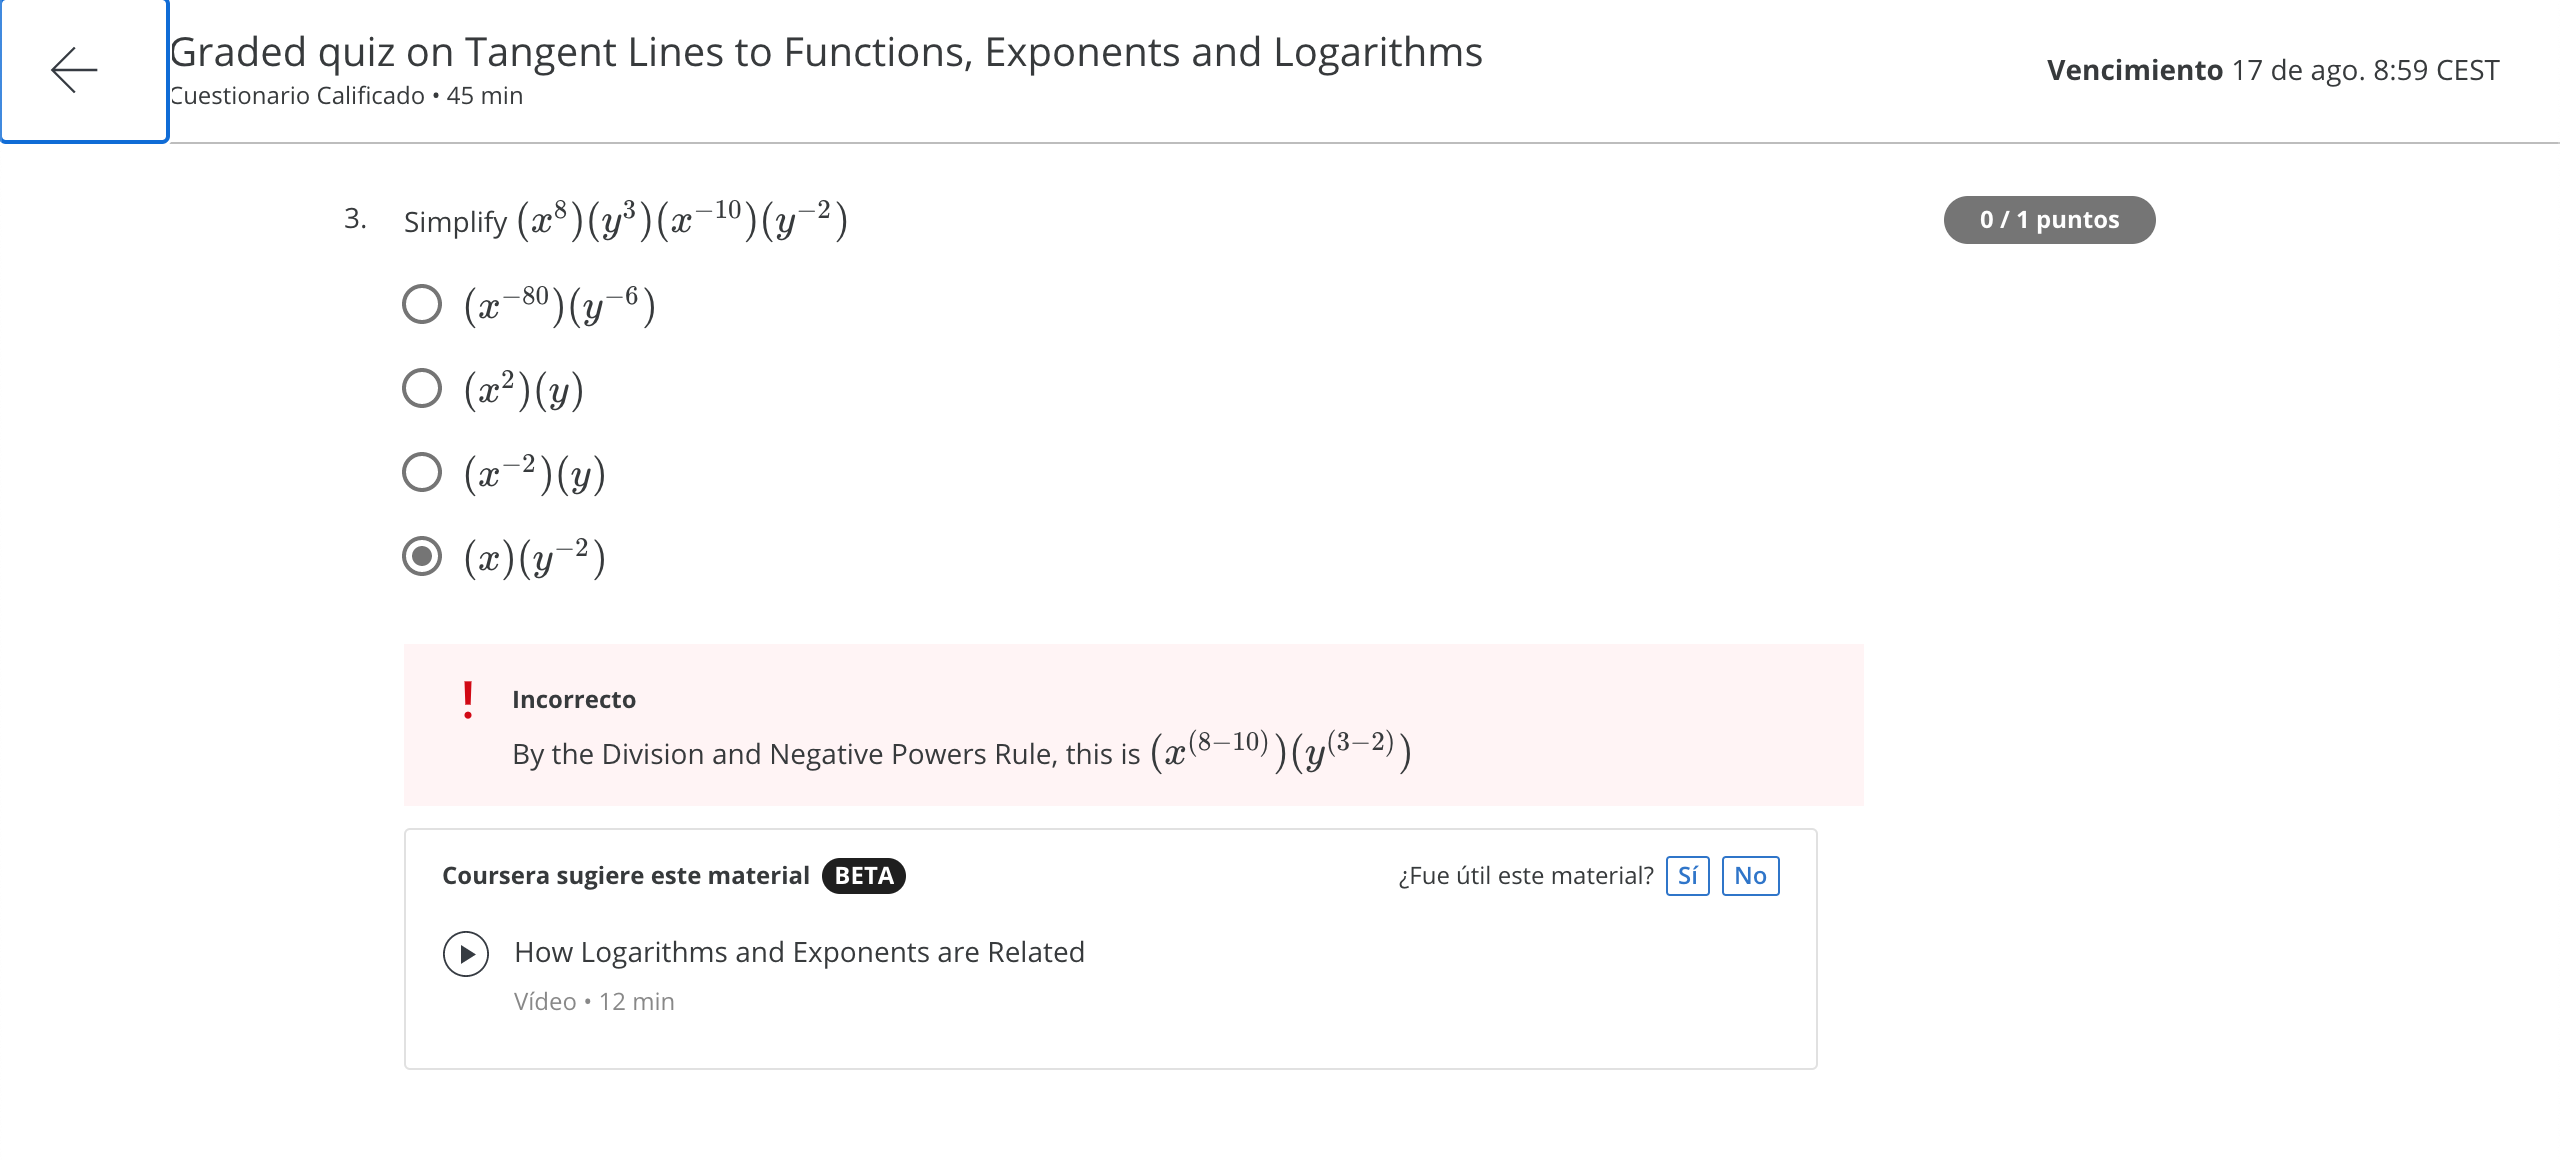 Graded quiz on Tangent Lines to Functions, Exponents and Logarithms
Cuestionario Calificado • 45 min
Vencimiento 17 de ago. 8:59 CEST
3. Simplify (x⁸)(y³)(x⁻¹⁰)(y⁻²)
0 / 1 puntos
(x⁻⁸⁰)(y⁻⁶)
(x²)(y)
(x⁻²)(y)
(x)(y⁻²)
! Incorrecto
By the Division and Negative Powers Rule, this is (x⁽⁸⁻¹⁰⁾)(y⁽³⁻²⁾)
Coursera sugiere este material BETA
¿Fue útil este material? Sí No
How Logarithms and Exponents are Related
Vídeo • 12 min